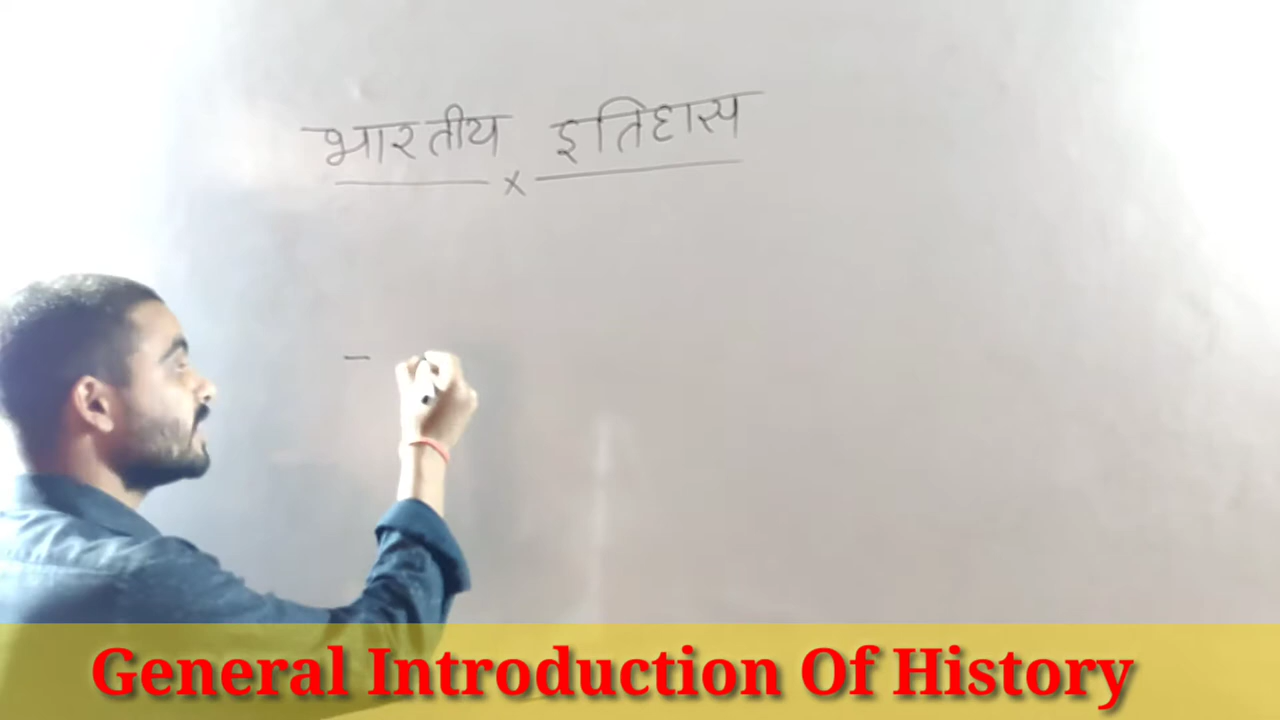 भारतीय इतिहास
x
-
General Introduction Of History